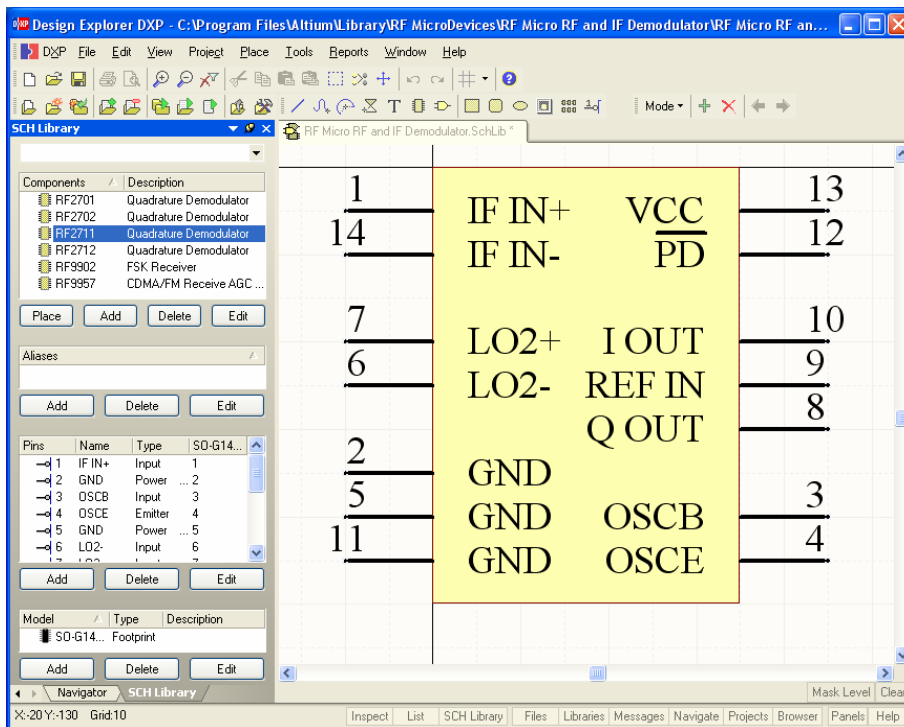 Design Explorer DXP - C:\Program Files\Altium\Library\RF MicroDevices\RF Micro RF and IF Demodulator\RF Micro RF an...
DXP File Edit View Project Place Tools Reports Window Help
Mode
SCH Library
RF Micro RF and IF Demodulator.SchLib *
Components Description
RF2701 Quadrature Demodulator
RF2702 Quadrature Demodulator
RF2711 Quadrature Demodulator
RF2712 Quadrature Demodulator
RF9902 FSK Receiver
RF9957 CDMA/FM Receive AGC ...
Place Add Delete Edit
Aliases
Add Delete Edit
Pins Name Type SO-G14...
1 IF IN+ Input 1
2 GND Power ... 2
3 OSCB Input 3
4 OSCE Emitter 4
5 GND Power ... 5
6 LO2- Input 6
Add Delete Edit
Model Type Description
SO-G14... Footprint
Add Delete Edit
Navigator SCH Library
1 IF IN+ VCC 13
14 IF IN- PD 12
7 LO2+ I OUT 10
6 LO2- REF IN 9
Q OUT 8
2 GND
5 GND OSCB 3
11 GND OSCE 4
Mask Level Clear
X:-20 Y:-130 Grid:10
Inspect List SCH Library Files Libraries Messages Navigate Projects Browser Panels Help